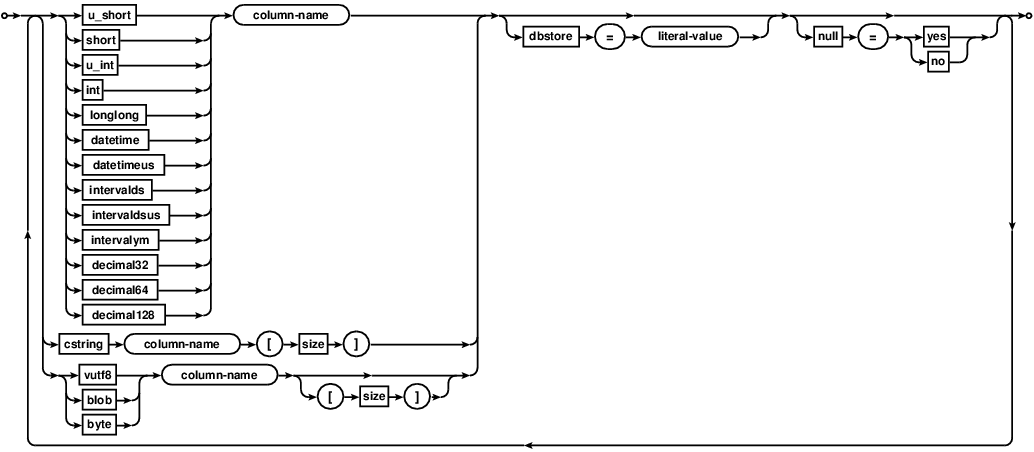 u_short column-name
short dbstore = literal-value null = yes
u_int no
int
longlong
datetime
datetimeus
intervalds
intervaldsus
intervalym
decimal32
decimal64
decimal128
cstring column-name [ size ]
vutf8 column-name
blob [ size ]
byte